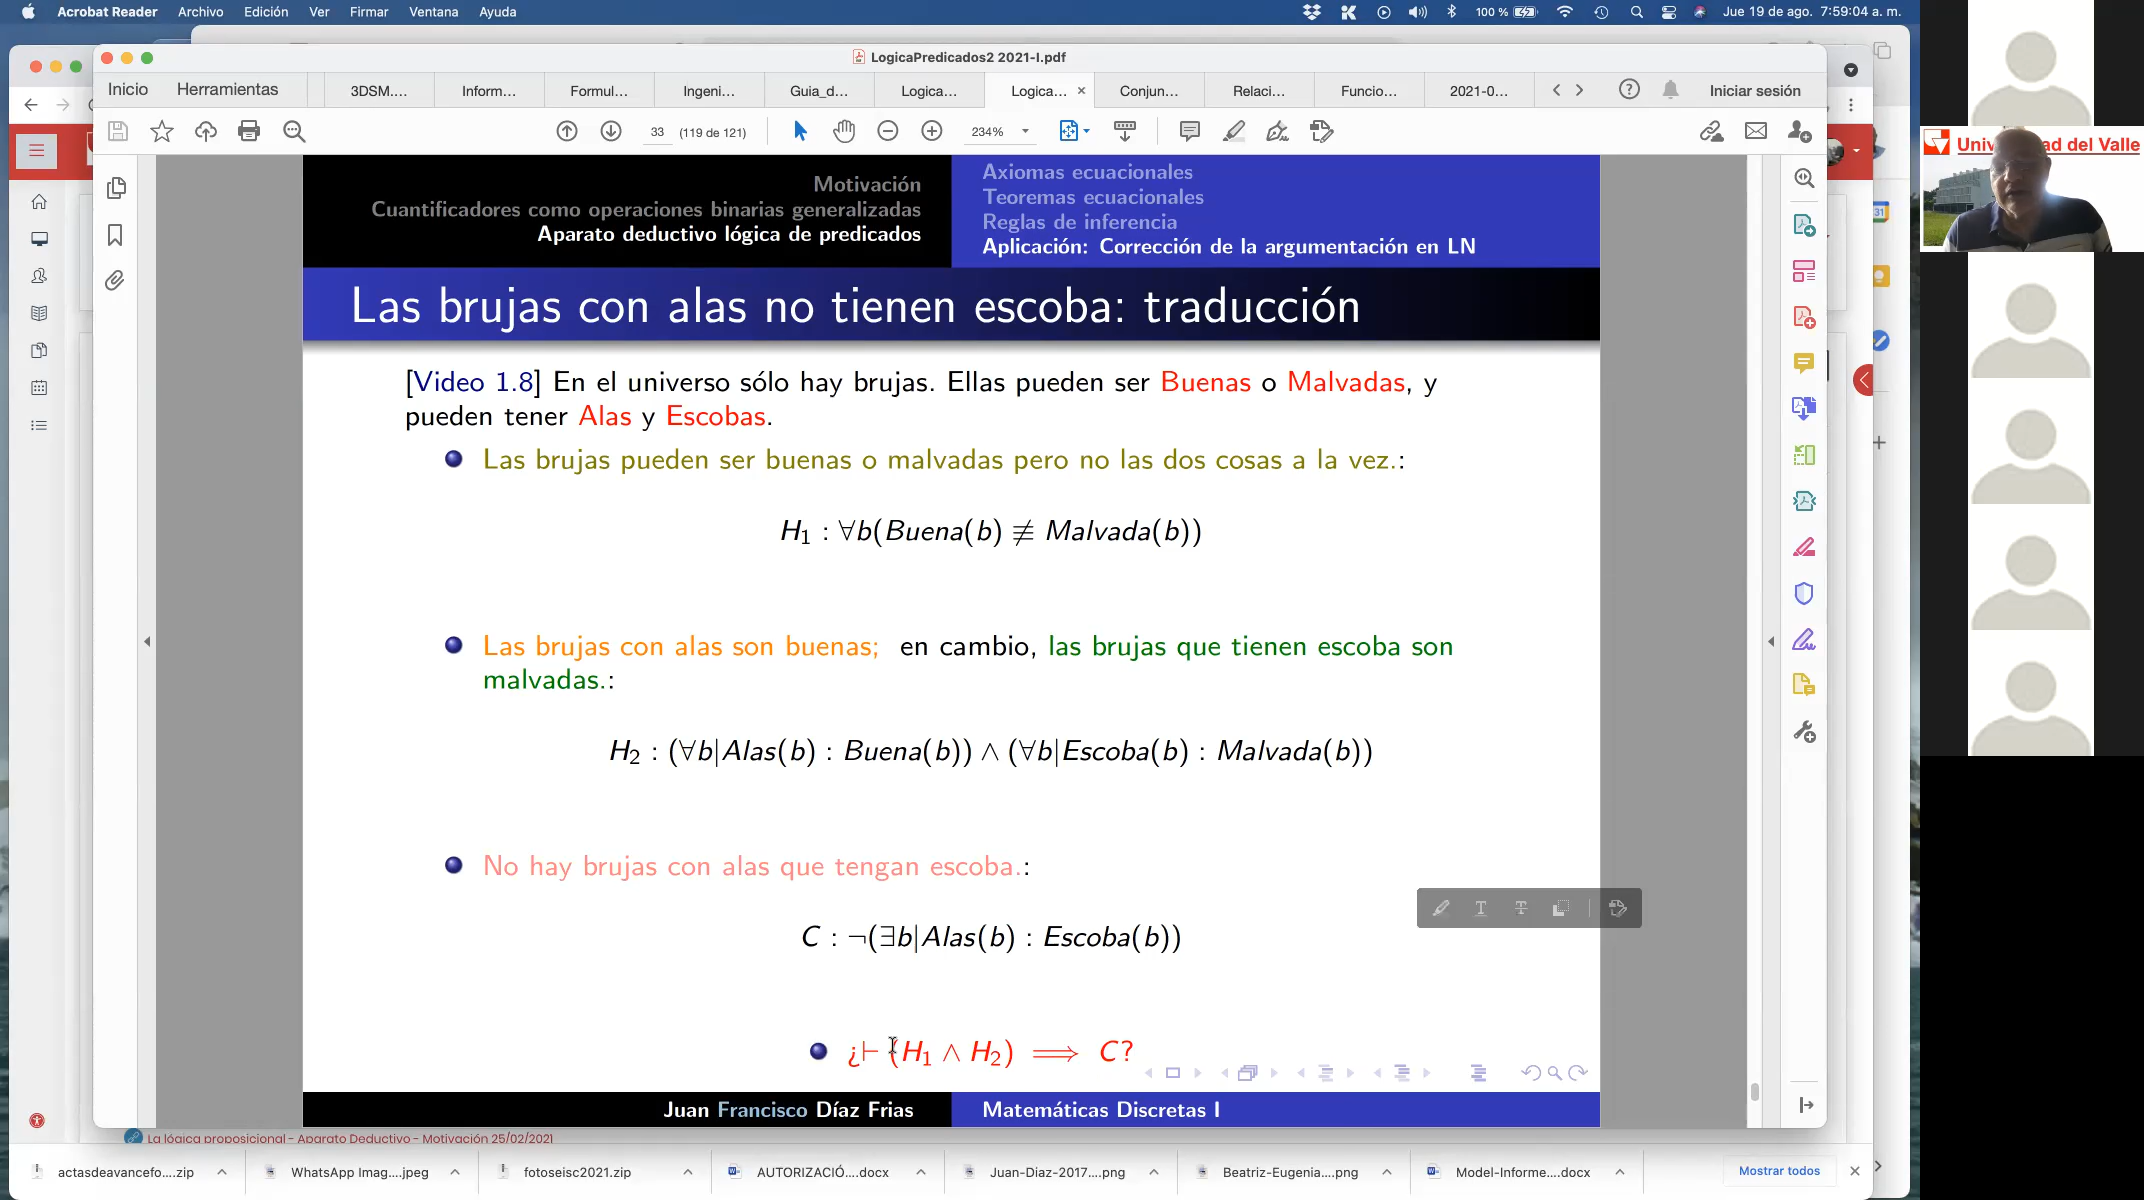 Acrobat Reader Archivo Edición Ver Firmar Ventana Ayuda 100 % Jue 19 de ago. 7:59:04 a. m.
LogicaPredicados2 2021-I.pdf
Inicio Herramientas 3DSM.... Inform... Formul... Ingeni... Guia_d... Logica... Logica... × Conjun... Relaci... Funcio... 2021-0... Iniciar sesión
33 (119 de 121) 234%
Universidad del Valle
Motivación
Cuantificadores como operaciones binarias generalizadas
Aparato deductivo lógica de predicados
Axiomas ecuacionales
Teoremas ecuacionales
Reglas de inferencia
Aplicación: Corrección de la argumentación en LN
31
Las brujas con alas no tienen escoba: traducción
[Video 1.8] En el universo sólo hay brujas. Ellas pueden ser Buenas o Malvadas, y
pueden tener Alas y Escobas.
Las brujas pueden ser buenas o malvadas pero no las dos cosas a la vez.:
H₁ : ∀b(Buena(b) ≢ Malvada(b))
Las brujas con alas son buenas; en cambio, las brujas que tienen escoba son
malvadas.:
H₂ : (∀b|Alas(b) : Buena(b)) ∧ (∀b|Escoba(b) : Malvada(b))
No hay brujas con alas que tengan escoba.:
C : ¬(∃b|Alas(b) : Escoba(b))
¿⊢ (H₁ ∧ H₂) ⟹ C?
Juan Francisco Díaz Frias Matemáticas Discretas I
La lógica proposicional - Aparato Deductivo - Motivación 25/02/2021
actasdeavancefo....zip WhatsApp Imag....jpeg fotoseisc2021.zip AUTORIZACIÓ....docx Juan-Diaz-2017....png Beatriz-Eugenia....png Model-Informe....docx Mostrar todos